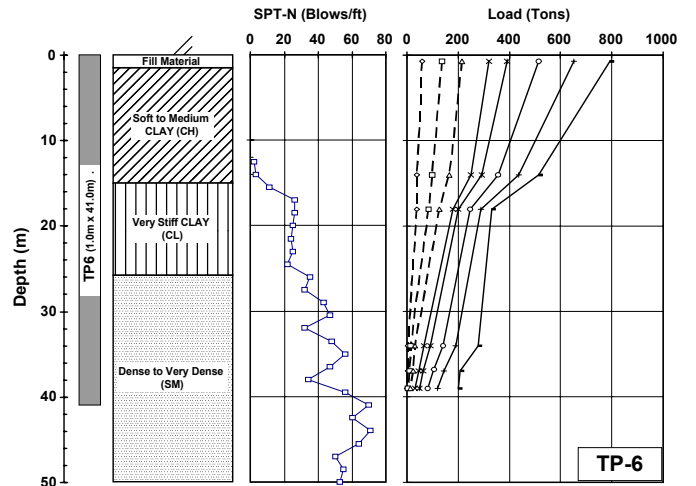 SPT-N (Blows/ft)
Load (Tons)
0 20 40 60 80
0 200 400 600 800 1000
Depth (m)
0
10
20
30
40
50
TP6 (1.0m x 41.0m) .
Fill Material
Soft to Medium
CLAY (CH)
Very Stiff CLAY
(CL)
Dense to Very Dense
(SM)
TP-6